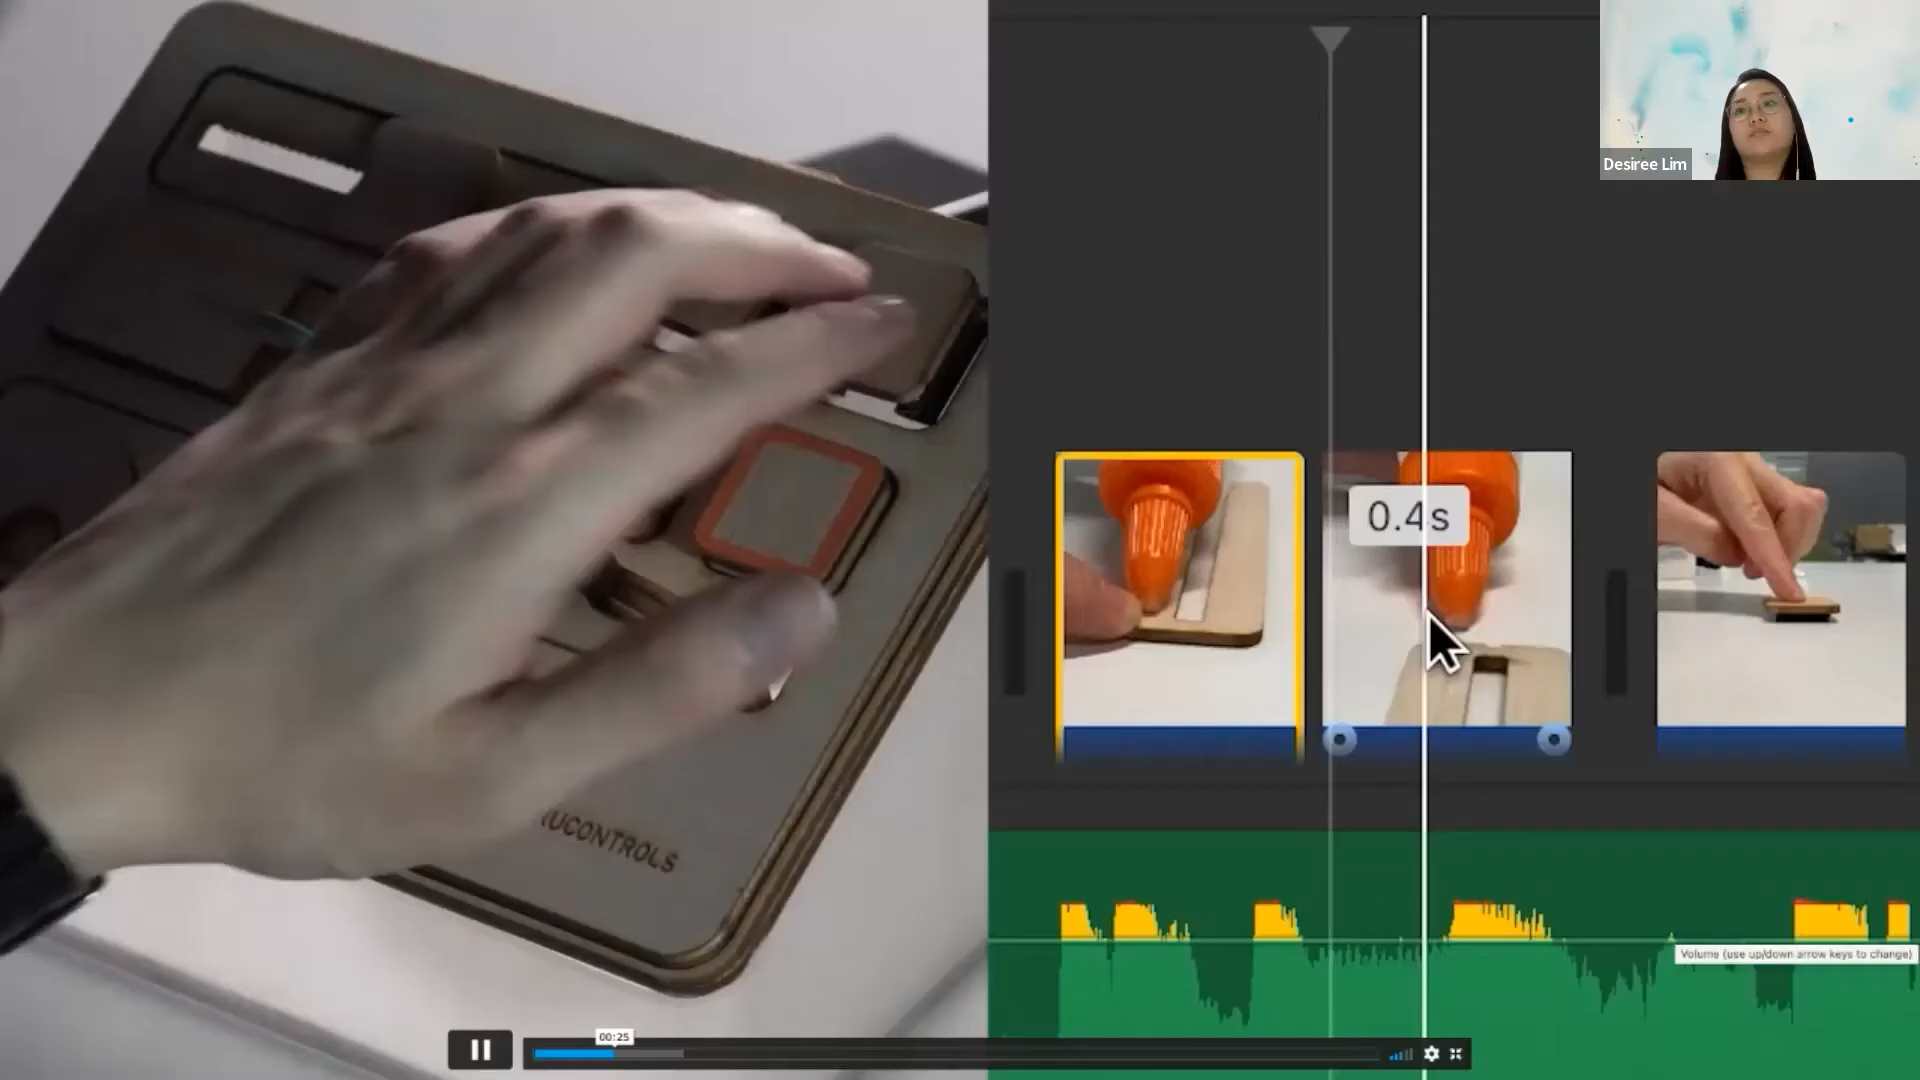 Desiree Lim
0.4s
UCONTROLS
Volume (use up/down arrow keys to change)
00:25